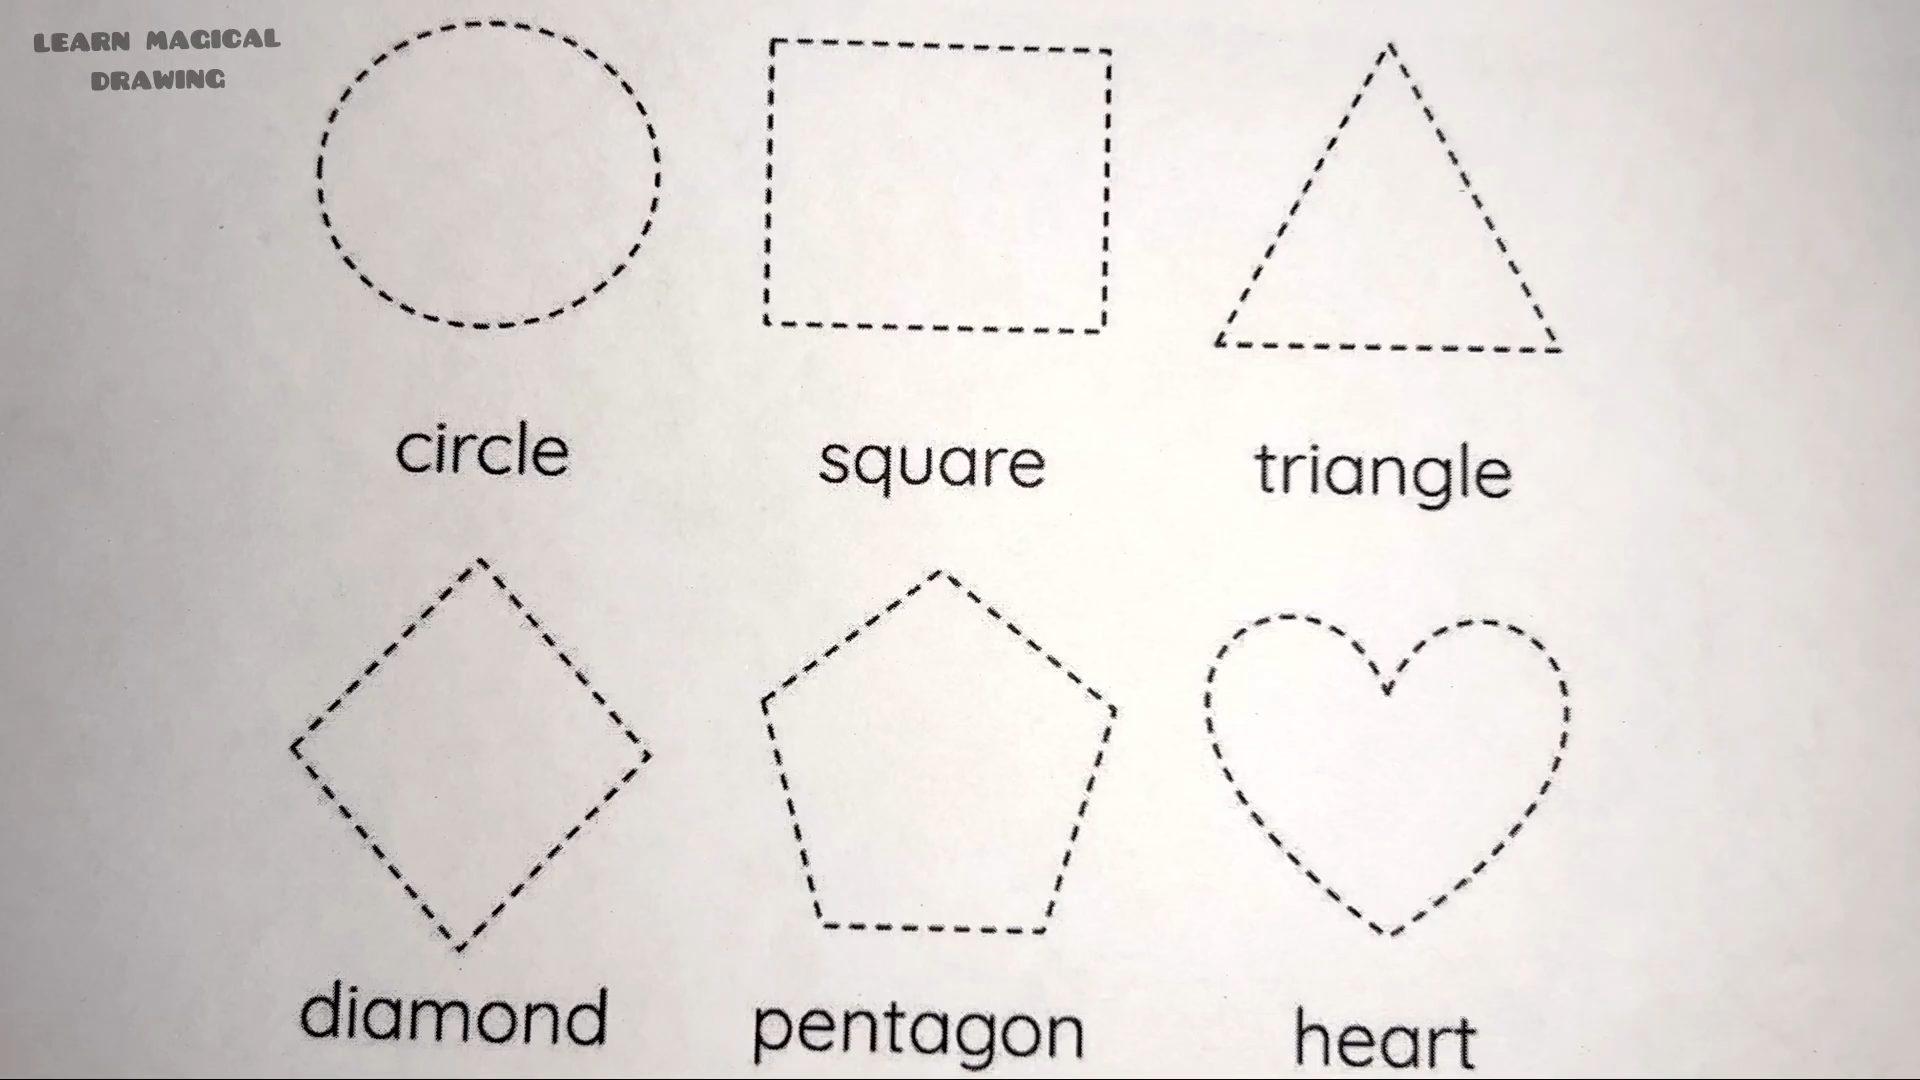 LEARN MAGICAL
DRAWING
circle
square
triangle
diamond
pentagon
heart